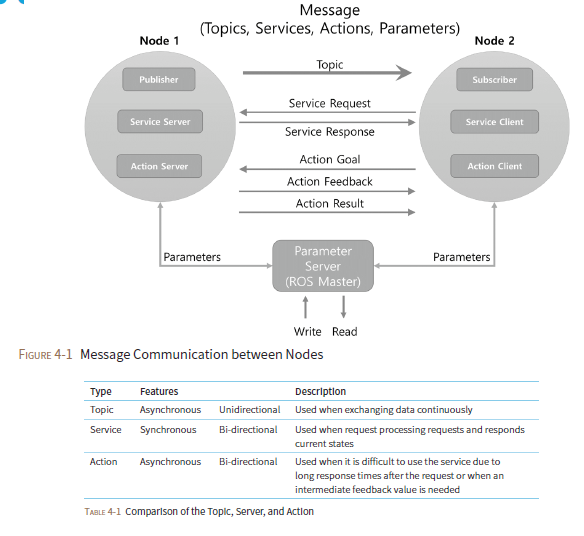 Message
(Topics, Services, Actions, Parameters)
Node 1
Node 2
Publisher
Topic
Subscriber
Service Server
Service Request
Service Response
Service Client
Action Server
Action Goal
Action Feedback
Action Result
Action Client
Parameters
Parameter
Server
(ROS Master)
Parameters
Write Read
FIGURE 4-1 Message Communication between Nodes
Type Features Description
Topic Asynchronous Unidirectional Used when exchanging data continuously
Service Synchronous Bi-directional Used when request processing requests and responds
current states
Action Asynchronous Bi-directional Used when it is difficult to use the service due to
long response times after the request or when an
intermediate feedback value is needed
TABLE 4-1 Comparison of the Topic, Server, and Action